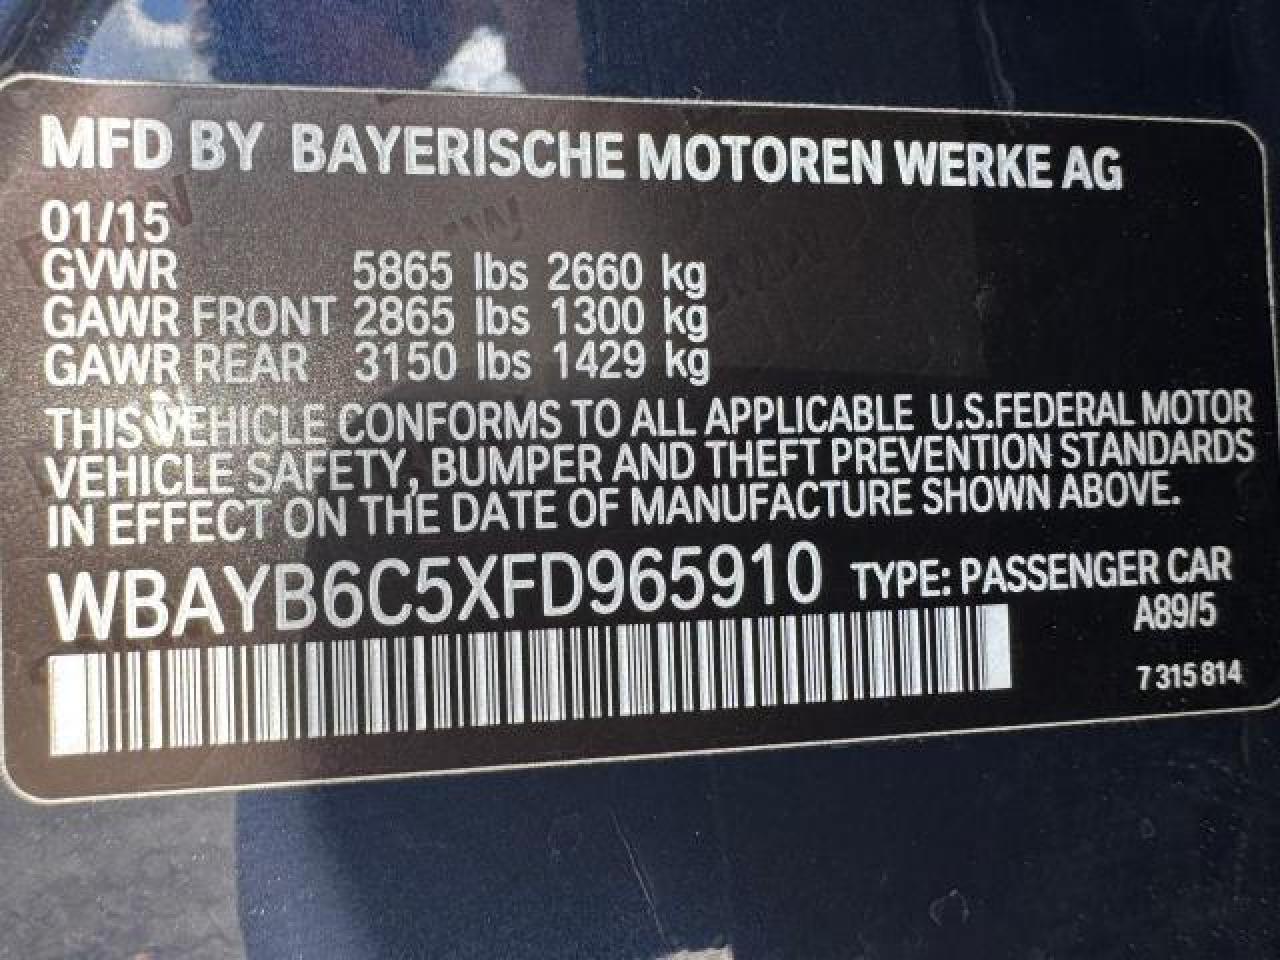 MFD BY BAYERISCHE MOTOREN WERKE AG
01/15
GVWR 5865 lbs 2660 kg
GAWR FRONT 2865 lbs 1300 kg
GAWR REAR 3150 lbs 1429 kg
THIS VEHICLE CONFORMS TO ALL APPLICABLE U.S.FEDERAL MOTOR
VEHICLE SAFETY, BUMPER AND THEFT PREVENTION STANDARDS
IN EFFECT ON THE DATE OF MANUFACTURE SHOWN ABOVE.
WBAYB6C5XFD965910 TYPE: PASSENGER CAR
A89/5
7 315 814